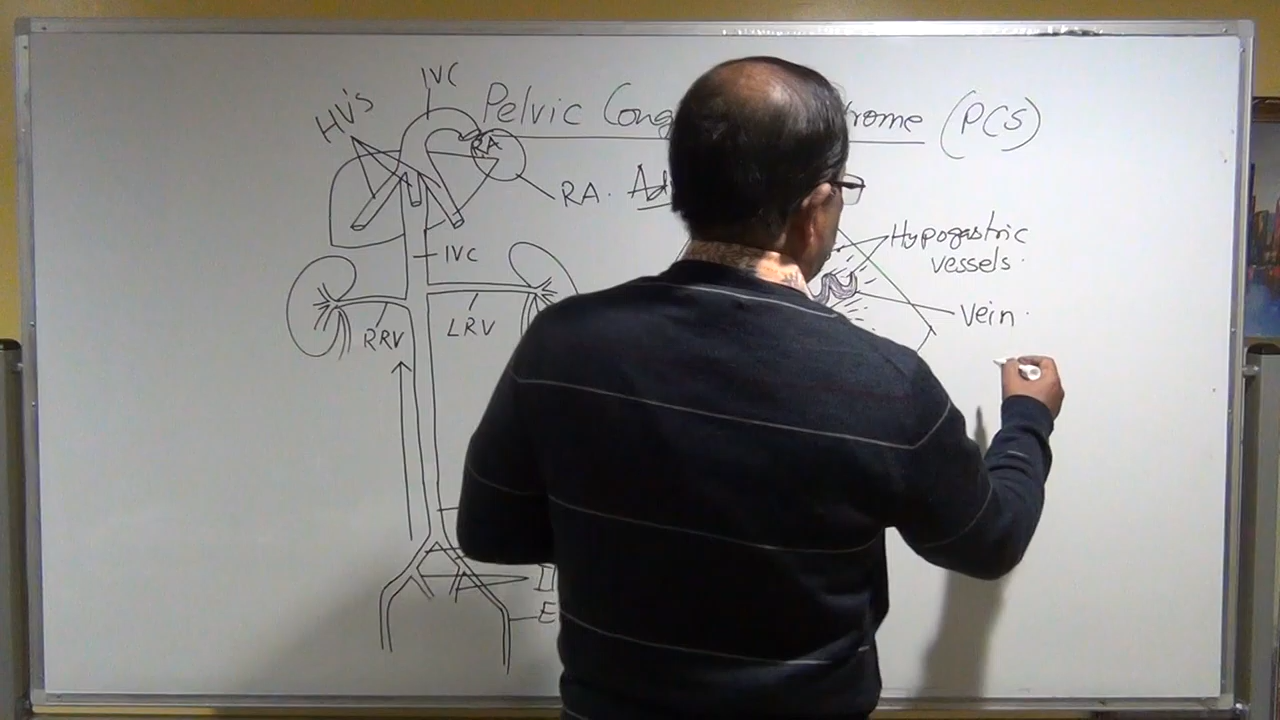 IVC
HV's
Pelvic Cong rome (PCS)
RA
RA.
Hypogastric
vessels.
IVC
Vein.
RRV
LRV
E